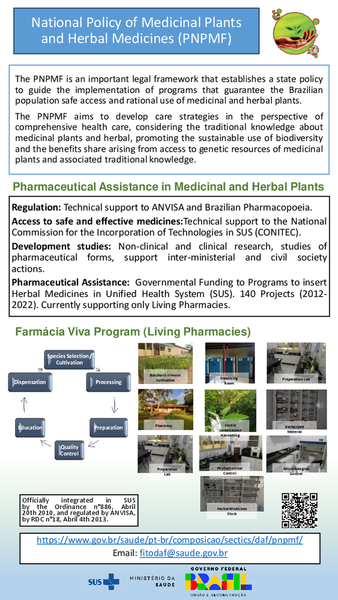 National Policy of Medicinal Plants
and Herbal Medicines (PNPMF)
The PNPMF is an important legal framework that establishes a state policy
to guide the implementation of programs that guarantee the Brazilian
population safe access and rational use of medicinal and herbal plants.
The PNPMF aims to develop care strategies in the perspective of
comprehensive health care, considering the traditional knowledge about
medicinal plants and herbal, promoting the sustainable use of biodiversity
and the benefits share arising from access to genetic resources of medicinal
plants and associated traditional knowledge.
Pharmaceutical Assistance in Medicinal and Herbal Plants
Regulation: Technical support to ANVISA and Brazilian Pharmacopoeia.
Access to safe and effective medicines:Technical support to the National
Commission for the Incorporation of Technologies in SUS (CONITEC).
Development studies: Non-clinical and clinical research, studies of
pharmaceutical forms, support inter-ministerial and civil society
actions.
Pharmaceutical Assistance: Governmental Funding to Programs to insert
Herbal Medicines in Unified Health System (SUS). 140 Projects (2012-
2022). Currently supporting only Living Pharmacies.
Farmácia Viva Program (Living Pharmacies)
Species Selection/
Cultivation
Dispensation
Processing
Education
Preparation
Quality
Control
Cultivation
Room
Preparation Lab
Pharmacy
Harvesting
Herborized
Material
Preparation
Lab
Control
Control
Herbal Medicines
Stock
Officially integrated in SUS
by the Ordinance n°886, April
20th 2010, and regulated by ANVISA,
by RDC n°18, Abril 4th 2013.
https://www.gov.br/saude/pt-br/composicao/sectics/daf/pnpmf/
Email: fitodaf@saude.gov.br
SUS
MINISTÉRIO DA
SAÚDE
GOVERNO FEDERAL
BRASIL
UNIÃO E RECONSTRUÇÃO